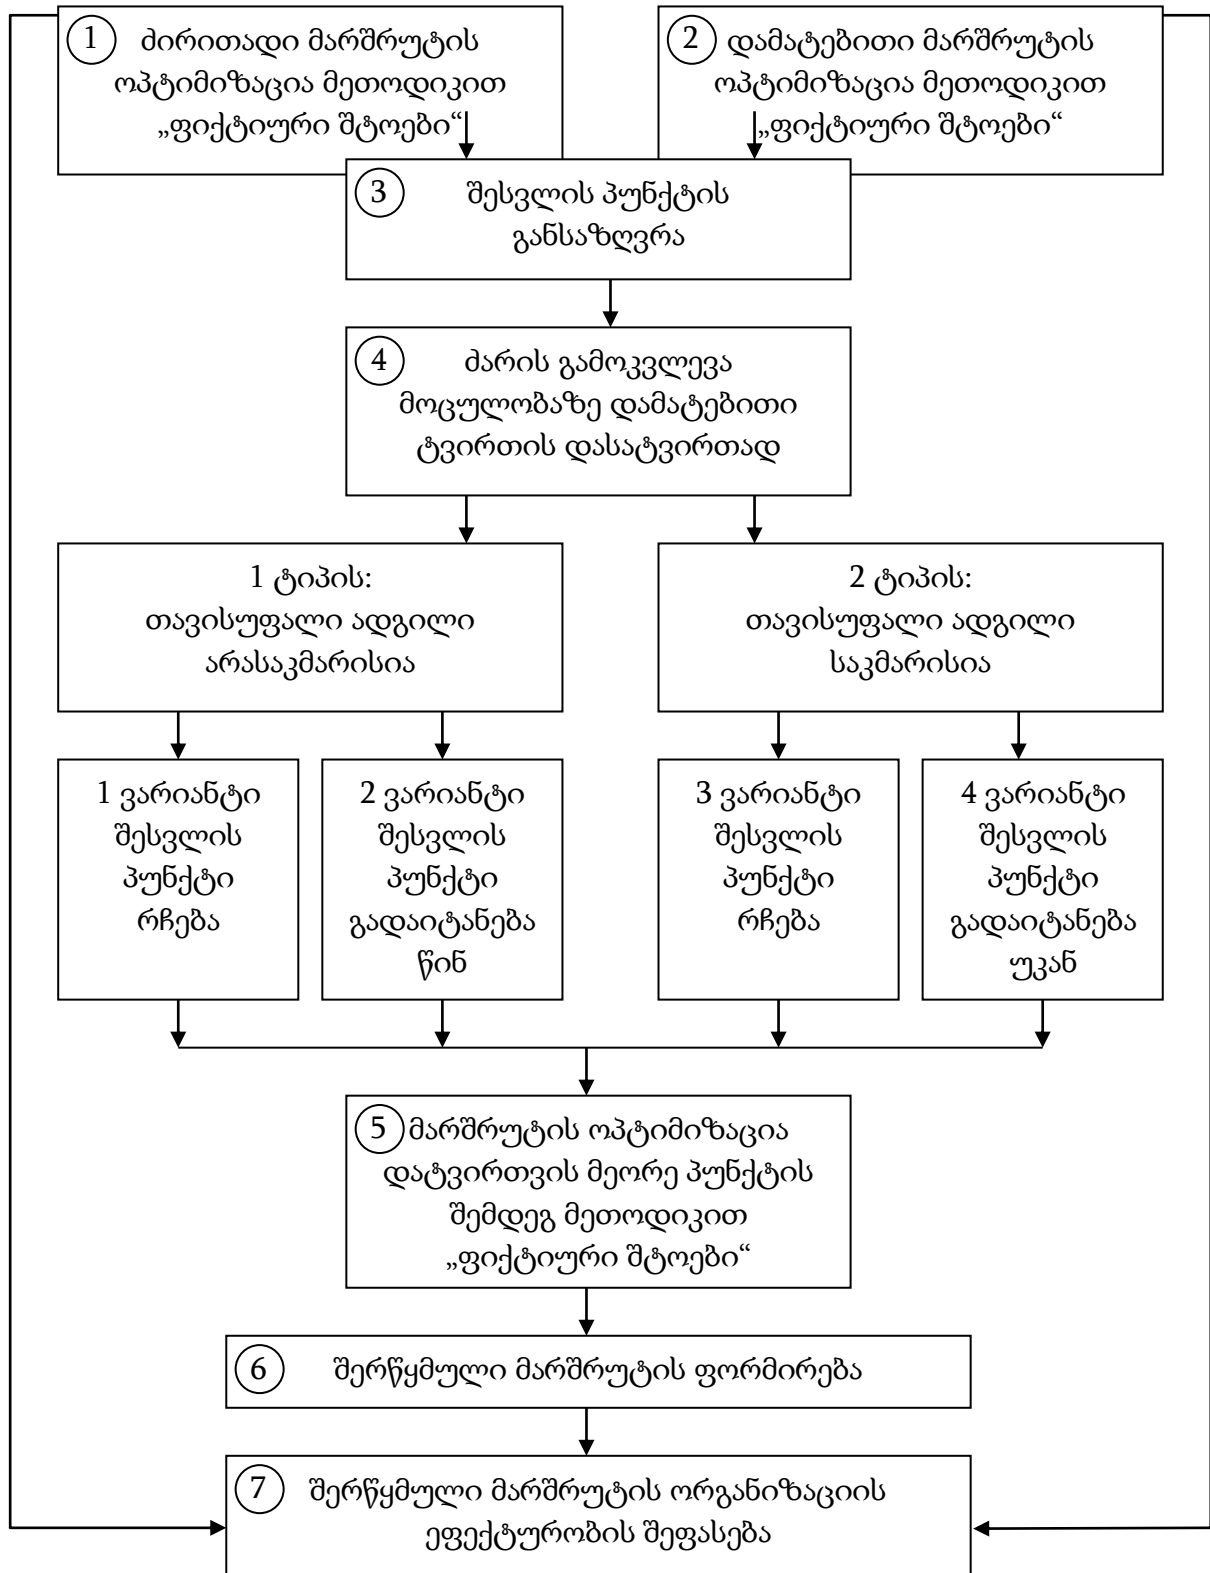 1 ძირითადი მარშრუტის
ოპტიმიზაცია მეთოდიკით
„ფიქტიური შტოები“
2 დამატებითი მარშრუტის
ოპტიმიზაცია მეთოდიკით
„ფიქტიური შტოები“
3 შესვლის პუნქტის
განსაზღვრა
4 ძარის გამოკვლევა
მოცულობაზე დამატებითი
ტვირთის დასატვირთად
1 ტიპის:
თავისუფალი ადგილი
არასაკმარისია
2 ტიპის:
თავისუფალი ადგილი
საკმარისია
1 ვარიანტი
შესვლის
პუნქტი
რჩება
2 ვარიანტი
შესვლის
პუნქტი
გადაიტანება
წინ
3 ვარიანტი
შესვლის
პუნქტი
რჩება
4 ვარიანტი
შესვლის
პუნქტი
გადაიტანება
უკან
5 მარშრუტის ოპტიმიზაცია
დატვირთვის მეორე პუნქტის
შემდეგ მეთოდიკით
„ფიქტიური შტოები“
6 შერწყმული მარშრუტის ფორმირება
7 შერწყმული მარშრუტის ორგანიზაციის
ეფექტურობის შეფასება